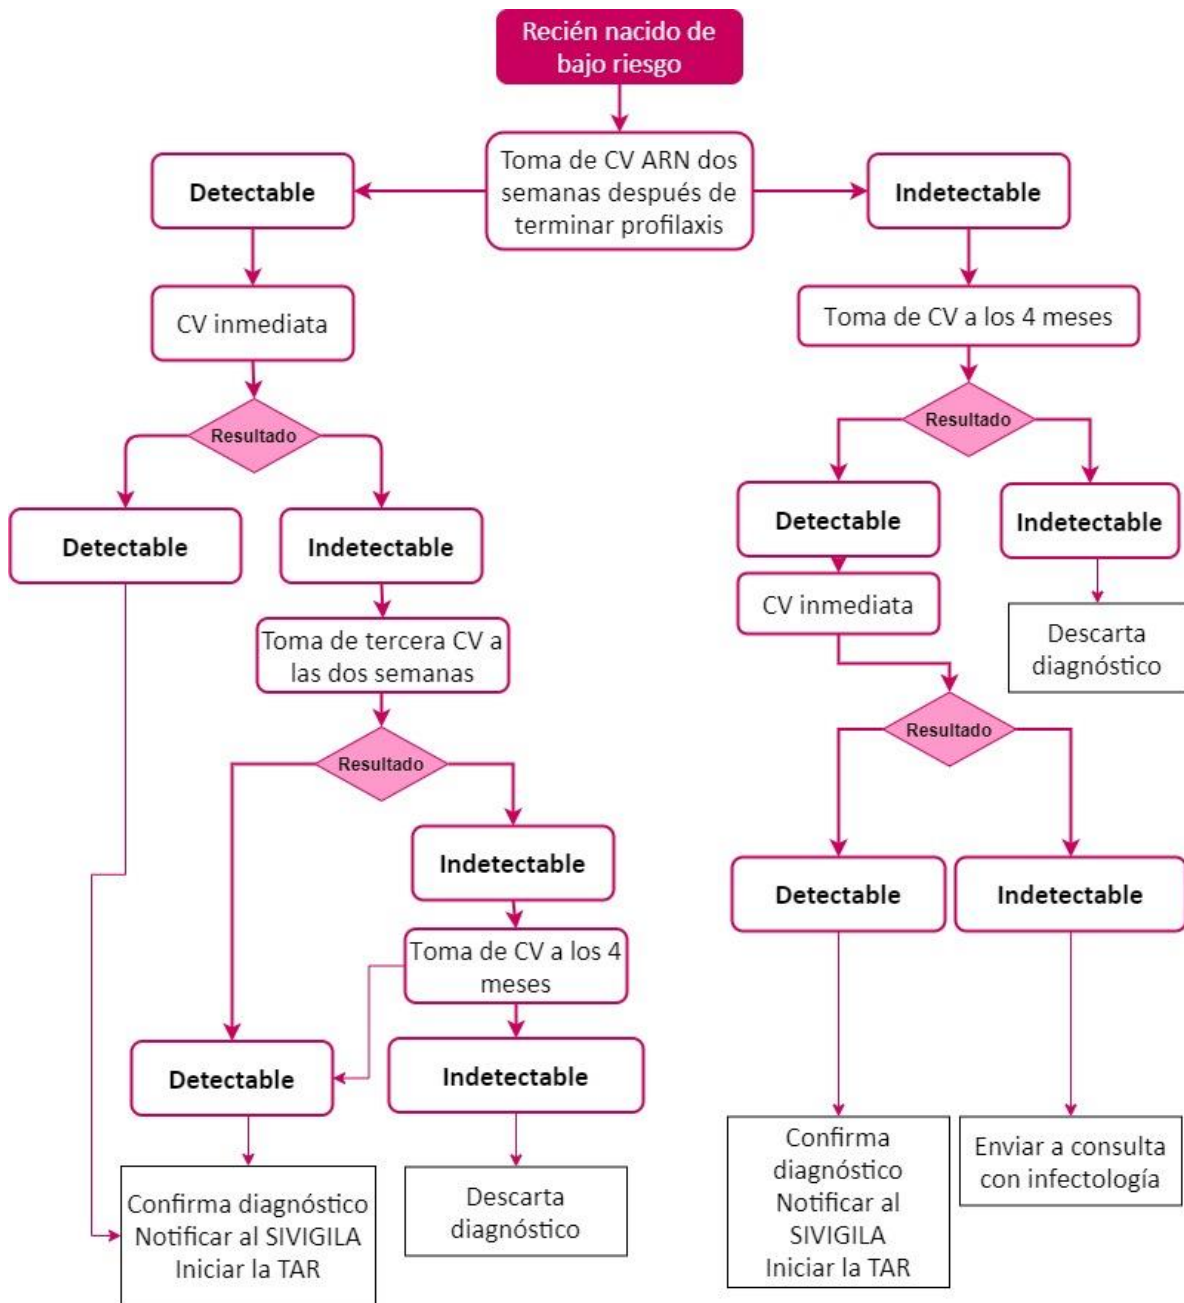 Recién nacido de
bajo riesgo
Toma de CV ARN dos
semanas después de
terminar profilaxis
Detectable
Indetectable
CV inmediata
Toma de CV a los 4 meses
Resultado
Resultado
Detectable
Indetectable
Detectable
Indetectable
CV inmediata
Toma de tercera CV a
las dos semanas
Descarta
diagnóstico
Resultado
Resultado
Indetectable
Detectable
Indetectable
Toma de CV a los 4
meses
Detectable
Indetectable
Confirma
diagnóstico
Notificar al
SIVIGILA
Iniciar la TAR
Enviar a consulta
con infectología
Confirma diagnóstico
Notificar al SIVIGILA
Iniciar la TAR
Descarta
diagnóstico